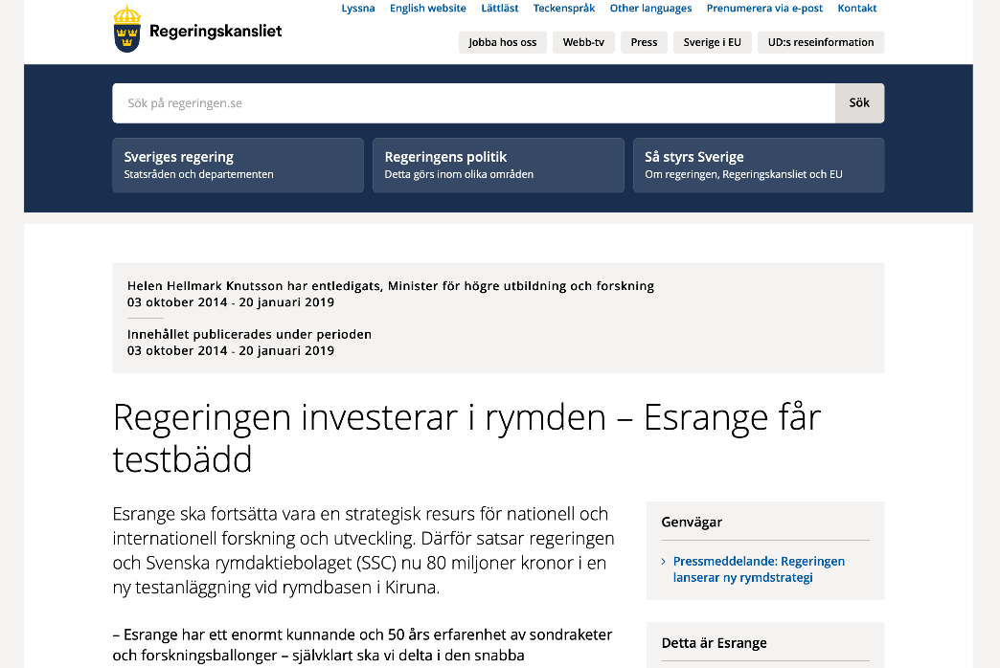 Lyssna English website Lättläst Teckenspråk Other languages Prenumerera via e-post Kontakt
Regeringskansliet
Jobba hos oss Webb-tv Press Sverige i EU UD:s reseinformation
Sök på regeringen.se Sök
Sveriges regering
Statsråden och departementen
Regeringens politik
Detta görs inom olika områden
Så styrs Sverige
Om regeringen, Regeringskansliet och EU
Helen Hellmark Knutsson har entledigats, Minister för högre utbildning och forskning
03 oktober 2014 - 20 januari 2019
Innehållet publicerades under perioden
03 oktober 2014 - 20 januari 2019
Regeringen investerar i rymden – Esrange får
testbädd
Esrange ska fortsätta vara en strategisk resurs för nationell och
internationell forskning och utveckling. Därför satsar regeringen
och Svenska rymdaktiebolaget (SSC) nu 80 miljoner kronor i en
ny testanläggning vid rymdbasen i Kiruna.
– Esrange har ett enormt kunnande och 50 års erfarenhet av sondraketer
och forskningsballonger – självklart ska vi delta i den snabba
Genvägar
Pressmeddelande: Regeringen
lanserar ny rymdstrategi
Detta är Esrange